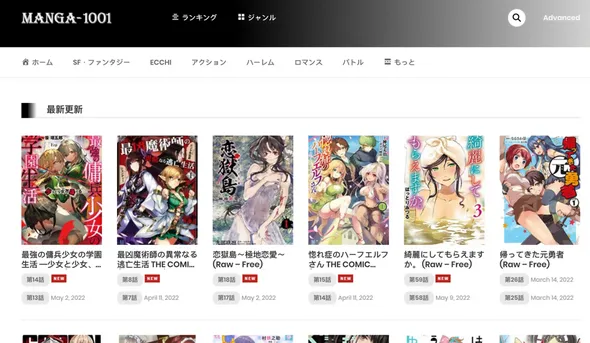 MANGA-1001
ランキング
ジャンル
Advanced
ホーム
SF・ファンタジー
ECCHI
アクション
ハーレム
ロマンス
バトル
もっと
最新更新
最強の傭兵少女の学園
生活 —少女と少女、...
第14話 NEW
第13話 May 2, 2022
最凶魔術師の異常なる
逃亡生活 THE COMI...
第8話 NEW
第7話 April 11, 2022
恋獄島～極地恋愛～
(Raw – Free)
第18話 NEW
第17話 May 2, 2022
惚れ症のハーフエルフ
さん THE COMIC...
第15話 NEW
第14話 April 11, 2022
綺麗にしてもらえます
か。 (Raw – Free)
第59話 NEW
第58話 May 9, 2022
帰ってきた元勇者
(Raw – Free)
第26話 March 14, 2022
第25話 March 14, 2022